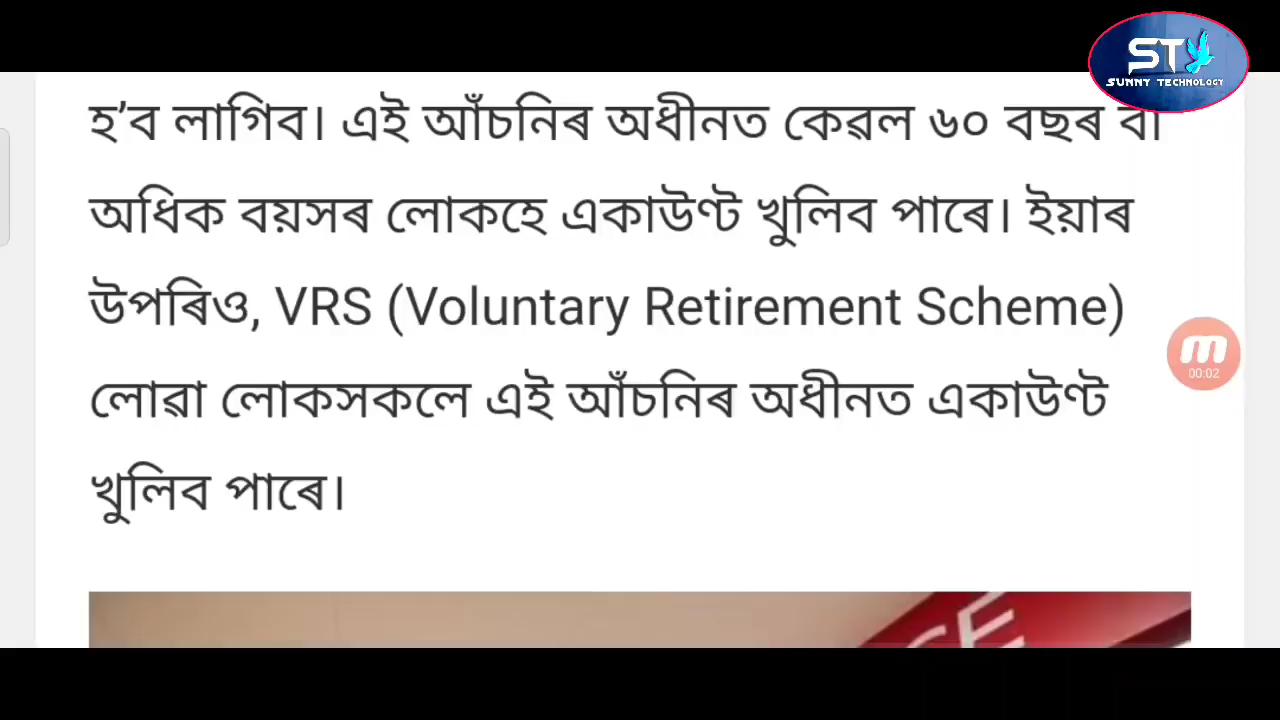 হ’ব লাগিব। এই আঁচনিৰ অধীনত কেৱল ৬০ বছৰ বা
অধিক বয়সৰ লোকহে একাউণ্ট খুলিব পাৰে। ইয়াৰ
উপৰিও, VRS (Voluntary Retirement Scheme)
লোৱা লোকসকলে এই আঁচনিৰ অধীনত একাউণ্ট
খুলিব পাৰে।
ST
SUNNY TECHNOLOGY
m
00:02
CE